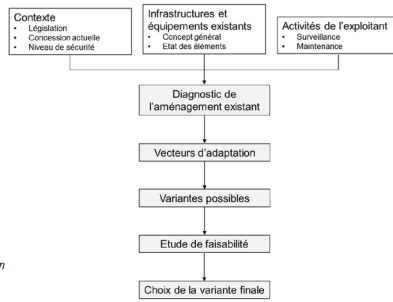 Contexte
• Législation
• Concession actuelle
• Niveau de sécurité
Infrastructures et
équipements existants
• Concept général
• Etat des éléments
Activités de l'exploitant
• Surveillance
• Maintenance
Diagnostic de
l'aménagement existant
Vecteurs d'adaptation
Variantes possibles
Etude de faisabilité
Choix de la variante finale
n